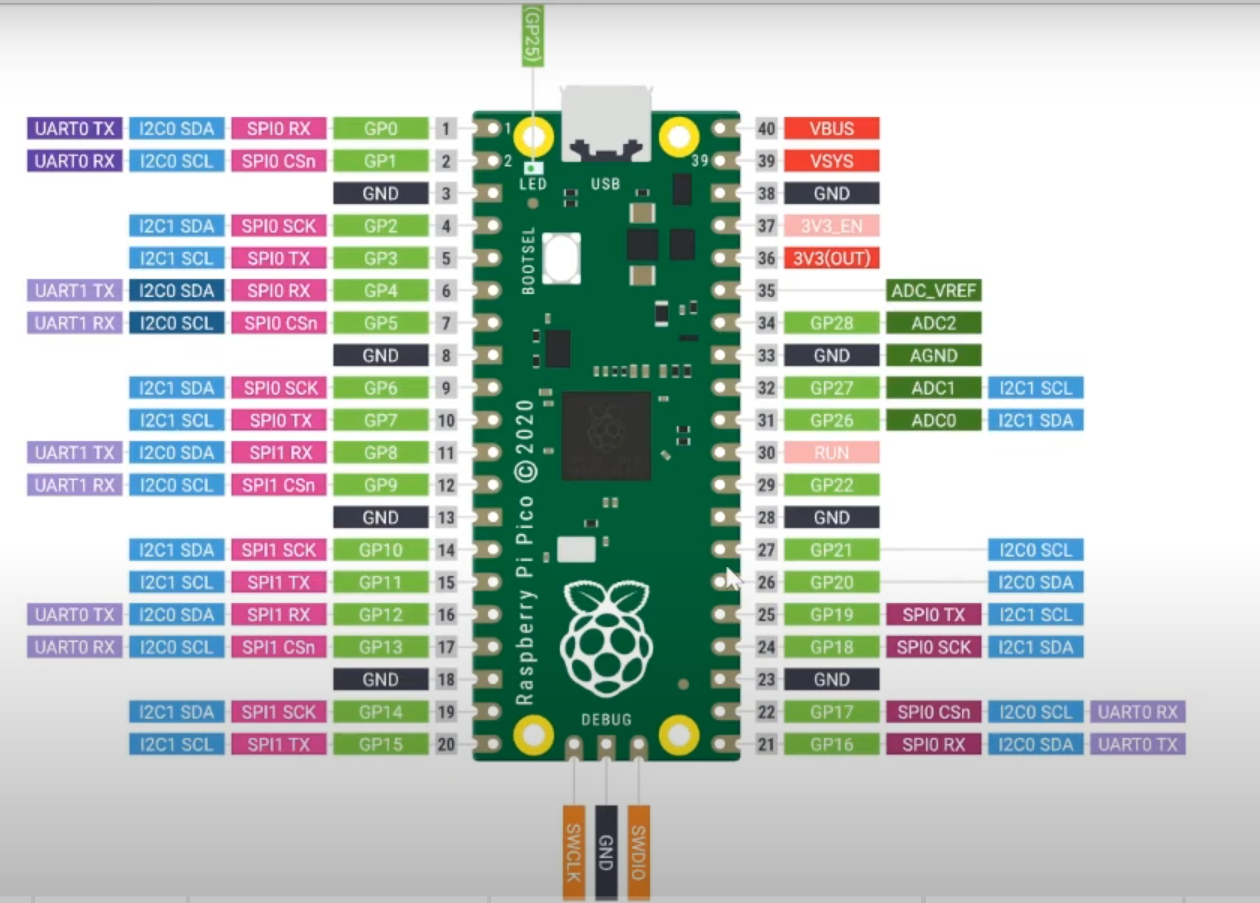 (GP25)
UART0 TX I2C0 SDA SPI0 RX GP0 1 1 40 VBUS
UART0 RX I2C0 SCL SPI0 CSn GP1 2 2 39 39 VSYS
LED USB
GND 3 38 GND
I2C1 SDA SPI0 SCK GP2 4 37 3V3_EN
BOOTSEL
I2C1 SCL SPI0 TX GP3 5 36 3V3(OUT)
UART1 TX I2C0 SDA SPI0 RX GP4 6 35 ADC_VREF
UART1 RX I2C0 SCL SPI0 CSn GP5 7 34 GP28 ADC2
GND 8 33 GND AGND
I2C1 SDA SPI0 SCK GP6 9 32 GP27 ADC1 I2C1 SCL
I2C1 SCL SPI0 TX GP7 10 31 GP26 ADC0 I2C1 SDA
UART1 TX I2C0 SDA SPI1 RX GP8 11 30 RUN
UART1 RX I2C0 SCL SPI1 CSn GP9 12 29 GP22
Raspberry Pi Pico © 2020
GND 13 28 GND
I2C1 SDA SPI1 SCK GP10 14 27 GP21 I2C0 SCL
I2C1 SCL SPI1 TX GP11 15 26 GP20 I2C0 SDA
UART0 TX I2C0 SDA SPI1 RX GP12 16 25 GP19 SPI0 TX I2C1 SCL
UART0 RX I2C0 SCL SPI1 CSn GP13 17 24 GP18 SPI0 SCK I2C1 SDA
GND 18 23 GND
I2C1 SDA SPI1 SCK GP14 19 22 GP17 SPI0 CSn I2C0 SCL UART0 RX
DEBUG
I2C1 SCL SPI1 TX GP15 20 21 GP16 SPI0 RX I2C0 SDA UART0 TX
SWCLK GND SWDIO